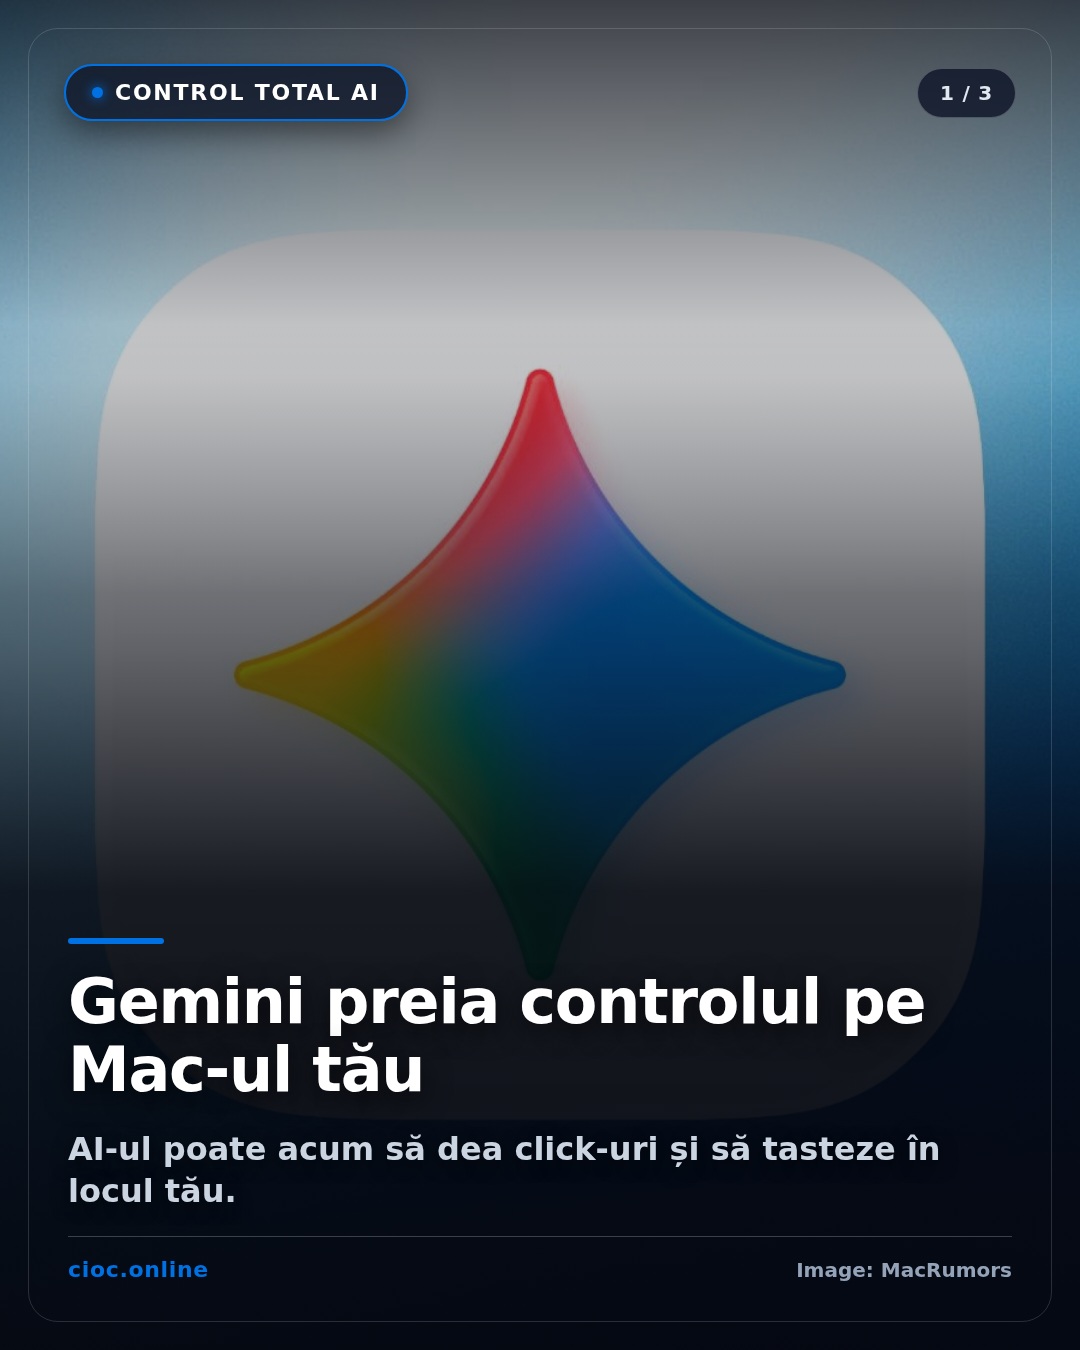 CONTROL TOTAL AI
1 / 3
Gemini preia controlul pe
Mac-ul tău
AI-ul poate acum să dea click-uri și să tasteze în
locul tău.
cioc.online
Image: MacRumors